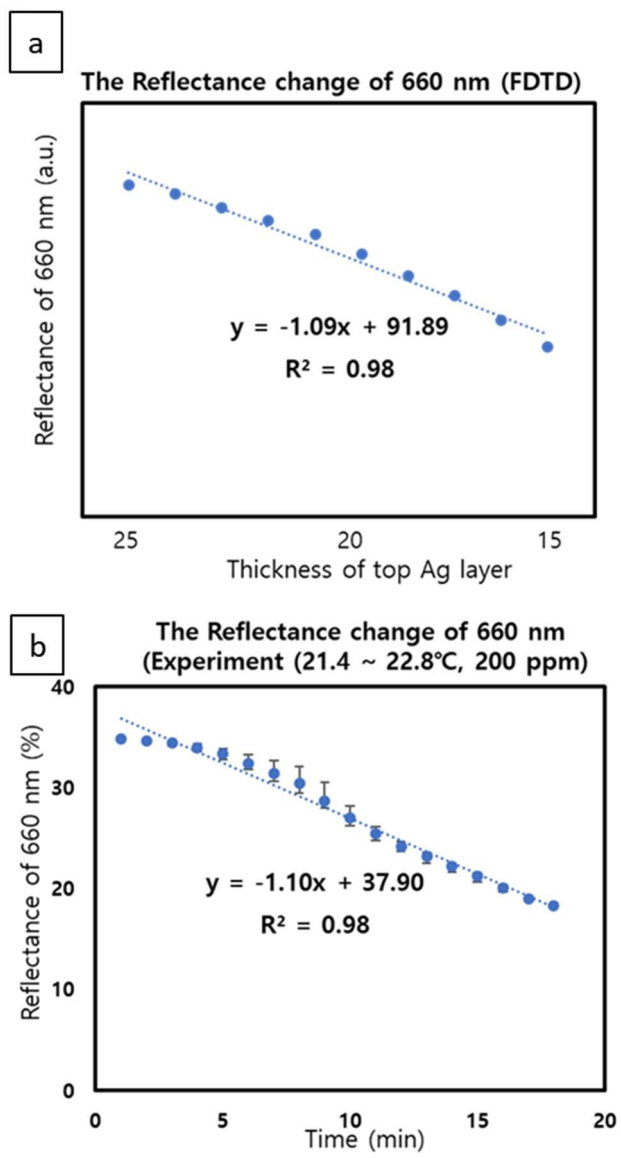 a
The Reflectance change of 660 nm (FDTD)
Reflectance of 660 nm (a.u.)
y = -1.09x + 91.89
R² = 0.98
25 20 15
Thickness of top Ag layer
b
The Reflectance change of 660 nm
(Experiment (21.4 ~ 22.8℃, 200 ppm)
Reflectance of 660 nm (%)
40
30
20
10
0
y = -1.10x + 37.90
R² = 0.98
0 5 10 15 20
Time (min)